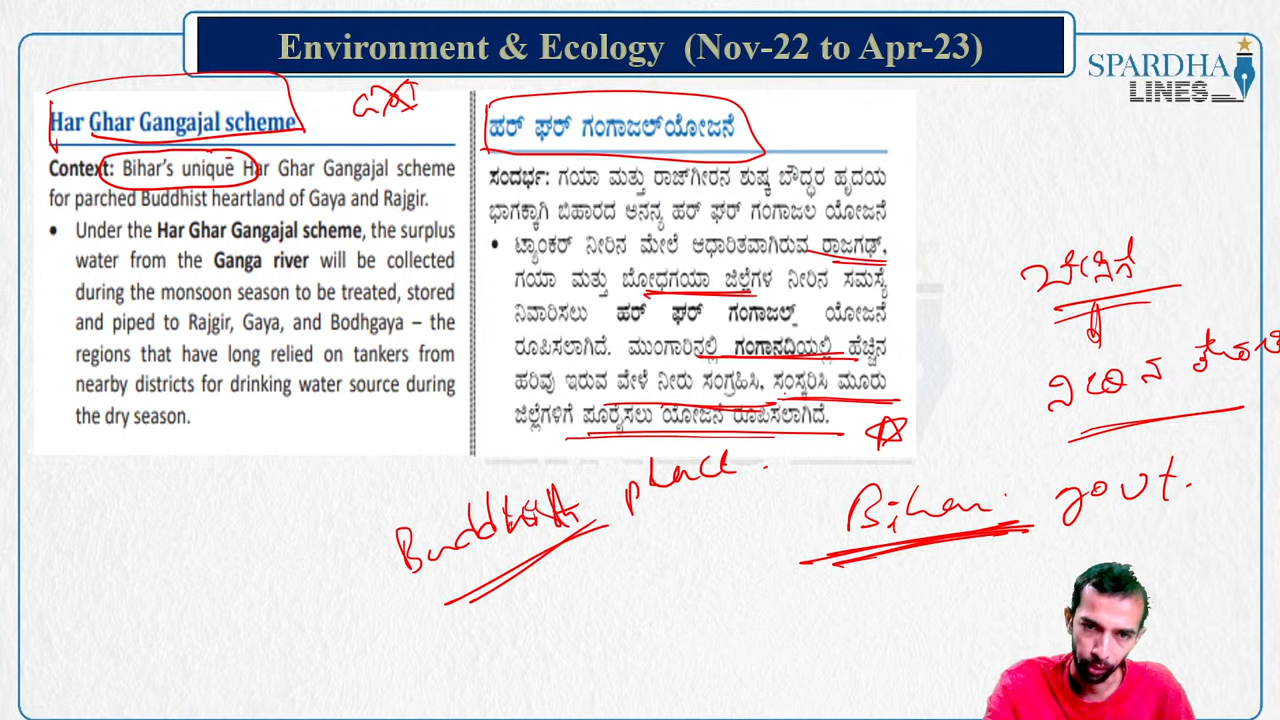 Environment & Ecology (Nov-22 to Apr-23)
SPARDHA
LINES
Har Ghar Gangajal scheme
Context: Bihar's unique Har Ghar Gangajal scheme
for parched Buddhist heartland of Gaya and Rajgir.
• Under the Har Ghar Gangajal scheme, the surplus
water from the Ganga river will be collected
during the monsoon season to be treated, stored
and piped to Rajgir, Gaya, and Bodhgaya – the
regions that have long relied on tankers from
nearby districts for drinking water source during
the dry season.
ಹರ್ ಘರ್ ಗಂಗಾಜಲ್‌ಯೋಜನೆ
ಸಂದರ್ಭ: ಗಯಾ ಮತ್ತು ರಾಜ್‌ಗೀರನ ಶುಷ್ಕ ಬೌದ್ಧರ ಹೃದಯ
ಭಾಗಕ್ಕಾಗಿ ಬಿಹಾರದ ಅನನ್ಯ ಹರ್ ಘರ್ ಗಂಗಾಜಲ ಯೋಜನೆ
• ಟ್ಯಾಂಕರ್ ನೀರಿನ ಮೇಲೆ ಆಧಾರಿತವಾಗಿರುವ ರಾಜಗಢ್,
ಗಯಾ ಮತ್ತು ಬೋಧಗಯಾ ಜಿಲ್ಲೆಗಳ ನೀರಿನ ಸಮಸ್ಯೆ
ನಿವಾರಿಸಲು ಹರ್ ಘರ್ ಗಂಗಾಜಲ್ ಯೋಜನೆ
ರೂಪಿಸಲಾಗಿದೆ. ಮುಂಗಾರಿನಲ್ಲಿ ಗಂಗಾನದಿಯಲ್ಲಿ ಹೆಚ್ಚಿನ
ಹರಿವು ಇರುವ ವೇಳೆ ನೀರು ಸಂಗ್ರಹಿಸಿ, ಸಂಸ್ಕರಿಸಿ ಮೂರು
ಜಿಲ್ಲೆಗಳಿಗೆ ಪೂರೈಸಲು ಯೋಜನೆ ರೂಪಿಸಲಾಗಿದೆ.
Buddhist place.
Bihar govt.